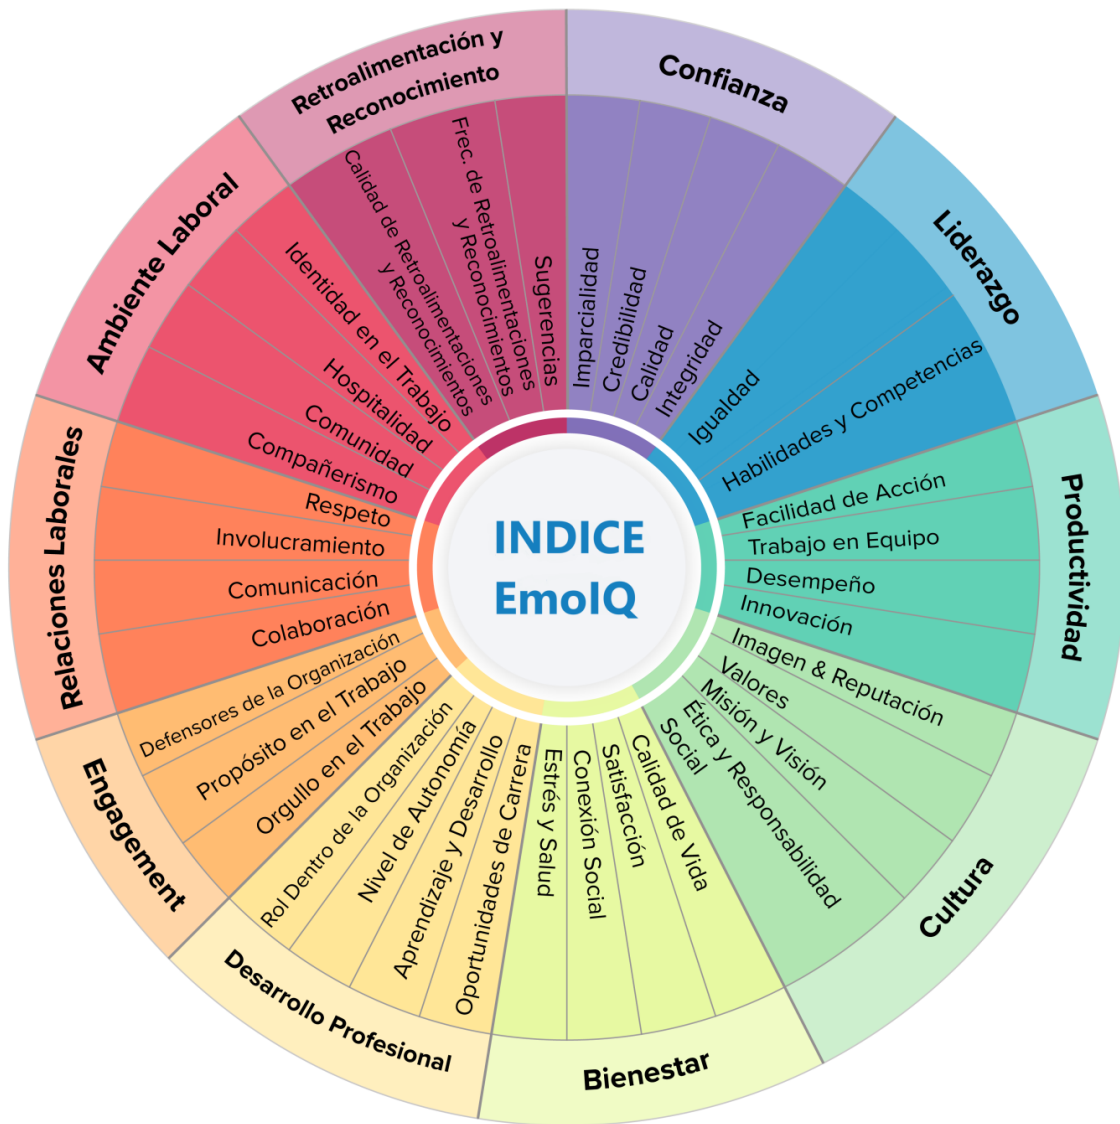 INDICE
EmoIQ
Confianza
Imparcialidad
Credibilidad
Calidad
Integridad
Liderazgo
Igualdad
Habilidades y Competencias
Productividad
Facilidad de Acción
Trabajo en Equipo
Desempeño
Innovación
Cultura
Imagen & Reputación
Valores
Misión y Visión
Ética y Responsabilidad
Social
Bienestar
Calidad de Vida
Satisfacción
Conexión Social
Estrés y Salud
Desarrollo Profesional
Oportunidades de Carrera
Aprendizaje y Desarrollo
Nivel de Autonomía
Rol Dentro de la Organización
Engagement
Orgullo en el Trabajo
Propósito en el Trabajo
Defensores de la Organización
Relaciones Laborales
Colaboración
Comunicación
Involucramiento
Respeto
Ambiente Laboral
Compañerismo
Comunidad
Hospitalidad
Identidad en el Trabajo
Retroalimentación y
Reconocimiento
Calidad de Retroalimentaciones
y Reconocimientos
Frec. de Retroalimentaciones
y Reconocimientos
Sugerencias